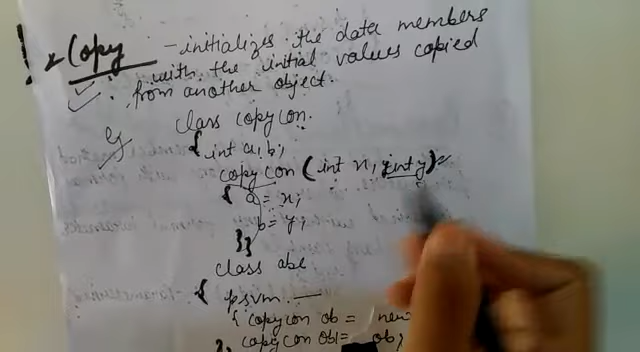 Copy - initializes the data members
with the initial values copied
from another object.
eg class copycon.
{ int a,b;
copycon (int x, int y)
{ a = x;
b = y;
}}
class abc
{ psvm
{ copycon ob = new
copycon ob1 = ob;